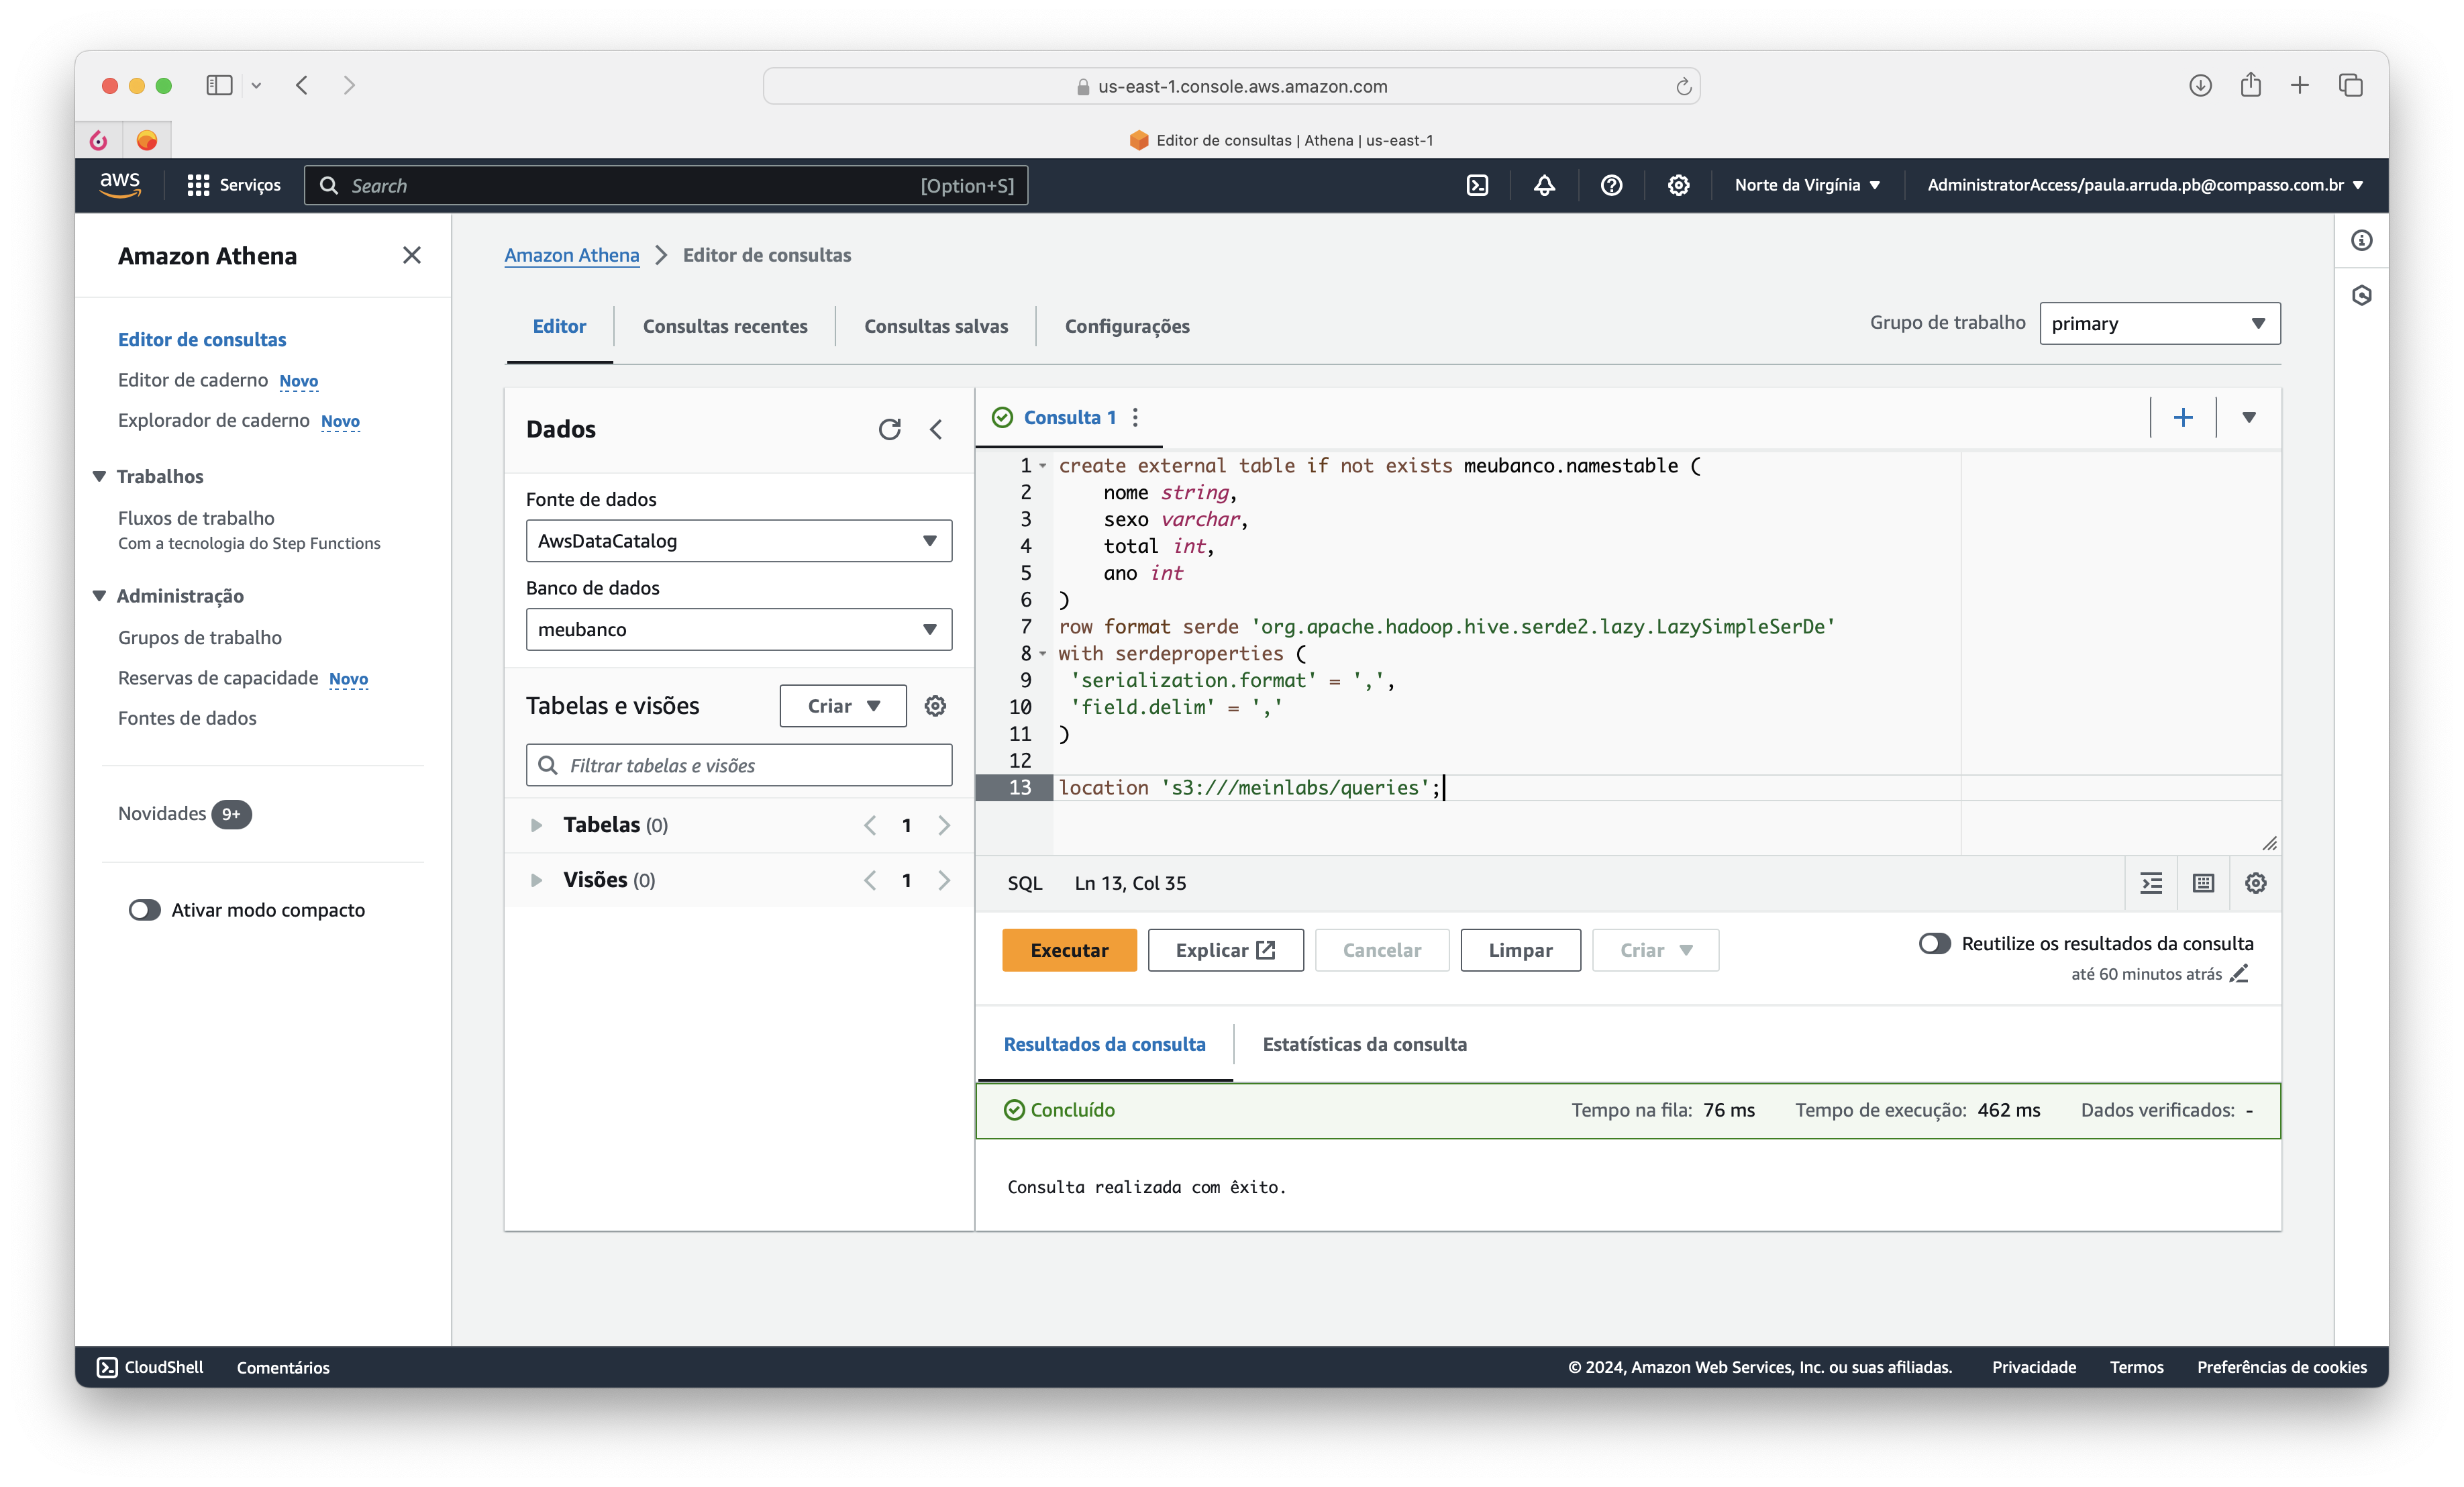 us-east-1.console.aws.amazon.com
Editor de consultas | Athena | us-east-1
aws
Serviços
Search
[Option+S]
Norte da Virgínia
AdministratorAccess/paula.arruda.pb@compasso.com.br
Amazon Athena
Editor de consultas
Editor de caderno Novo
Explorador de caderno Novo
Trabalhos
Fluxos de trabalho
Com a tecnologia do Step Functions
Administração
Grupos de trabalho
Reservas de capacidade Novo
Fontes de dados
Novidades 9+
Ativar modo compacto
Amazon Athena
Editor de consultas
Editor
Consultas recentes
Consultas salvas
Configurações
Grupo de trabalho
primary
Dados
Fonte de dados
AwsDataCatalog
Banco de dados
meubanco
Tabelas e visões
Criar
Filtrar tabelas e visões
Tabelas (0)
1
Visões (0)
1
Consulta 1
1 create external table if not exists meubanco.namestable (
2 nome string,
3 sexo varchar,
4 total int,
5 ano int
6 )
7 row format serde 'org.apache.hadoop.hive.serde2.lazy.LazySimpleSerDe'
8 with serdeproperties (
9 'serialization.format' = ',',
10 'field.delim' = ','
11 )
12
13 location 's3:///meinlabs/queries';
SQL
Ln 13, Col 35
Executar
Explicar
Cancelar
Limpar
Criar
Reutilize os resultados da consulta
até 60 minutos atrás
Resultados da consulta
Estatísticas da consulta
Concluído
Tempo na fila: 76 ms
Tempo de execução: 462 ms
Dados verificados: -
Consulta realizada com êxito.
CloudShell
Comentários
© 2024, Amazon Web Services, Inc. ou suas afiliadas.
Privacidade
Termos
Preferências de cookies